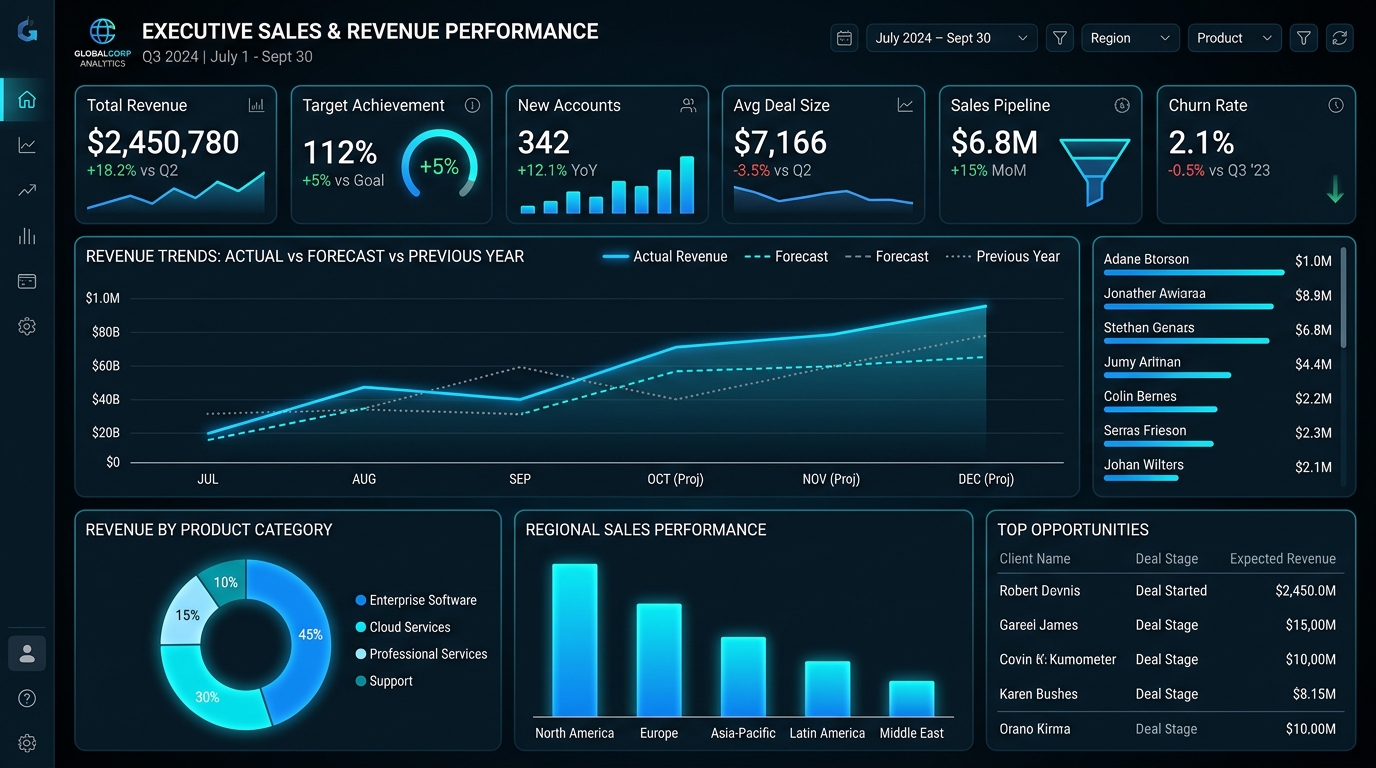 GLOBALCORP
ANALYTICS
EXECUTIVE SALES & REVENUE PERFORMANCE
Q3 2024 | July 1 - Sept 30
July 2024 – Sept 30
Region
Product
Total Revenue
$2,450,780
+18.2% vs Q2
Target Achievement
112%
+5% vs Goal
+5%
New Accounts
342
+12.1% YoY
Avg Deal Size
$7,166
-3.5% vs Q2
Sales Pipeline
$6.8M
+15% MoM
Churn Rate
2.1%
-0.5% vs Q3 '23
REVENUE TRENDS: ACTUAL vs FORECAST vs PREVIOUS YEAR
Actual Revenue
Forecast
Forecast
Previous Year
$1.0M
$80B
$60B
$40B
$20B
$0
JUL
AUG
SEP
OCT (Proj)
NOV (Proj)
DEC (Proj)
Adane Btorson $1.0M
Jonather Awiaraa $8.9M
Stethan Genars $6.8M
Jumy $4.4M
Colin Bernes $2.2M
Serras Frieson $2.3M
Johan Wilters $2.1M
REVENUE BY PRODUCT CATEGORY
10%
15%
45%
30%
Enterprise Software
Cloud Services
Professional Services
Support
REGIONAL SALES PERFORMANCE
North America
Europe
Asia-Pacific
Latin America
Middle East
TOP OPPORTUNITIES
Client Name Deal Stage Expected Revenue
Robert Devnis Deal Started $2,450.0M
Gareel James Deal Stage $15,00M
Covin Kumometer Deal Stage $10,00M
Karen Bushes Deal Stage $8.15M
Orano Kirma Deal Stage $10.00M